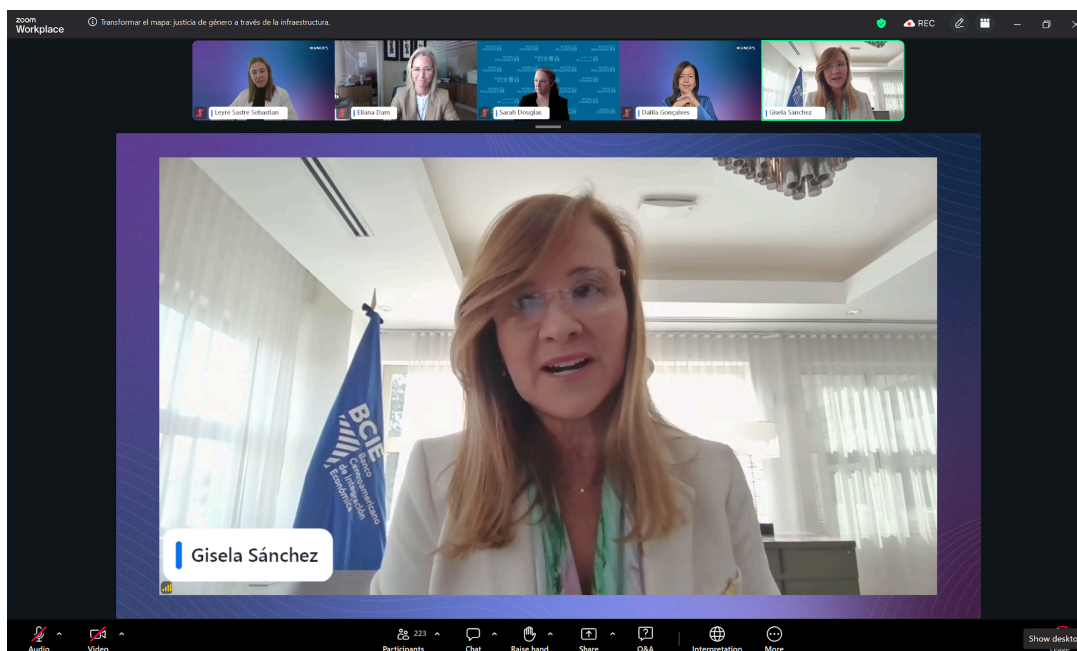 zoom
Workplace
Transformar el mapa: justicia de género a través de la infraestructura.
REC
UNOPS
UNOPS
Leyre Sastre Sebastian
Eliana Dam
Sarah Douglas
Dalila Gonçalves
Gisela Sánchez
BCIE
Banco
Centroamericano
de Integración
Económica
Gisela Sánchez
Audio
Video
223
Participants
Chat
Raise hand
Share
Q&A
Interpretation
More
Show deskto